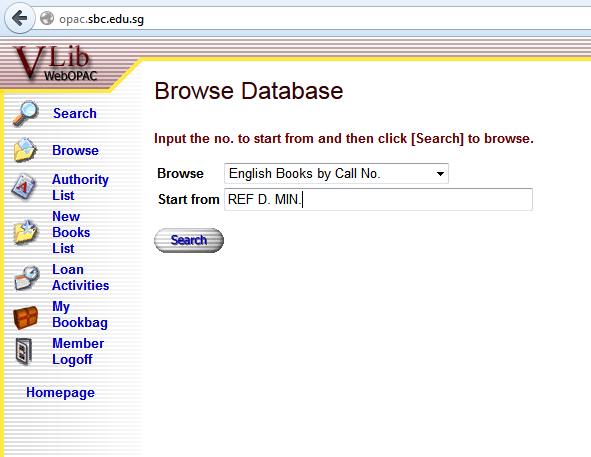 opac.sbc.edu.sg
VLib
WebOPAC
Search
Browse
Authority
List
New
Books
List
Loan
Activities
My
Bookbag
Member
Logoff
Homepage
Browse Database
Input the no. to start from and then click [Search] to browse.
Browse English Books by Call No.
Start from REF D. MIN.
Search